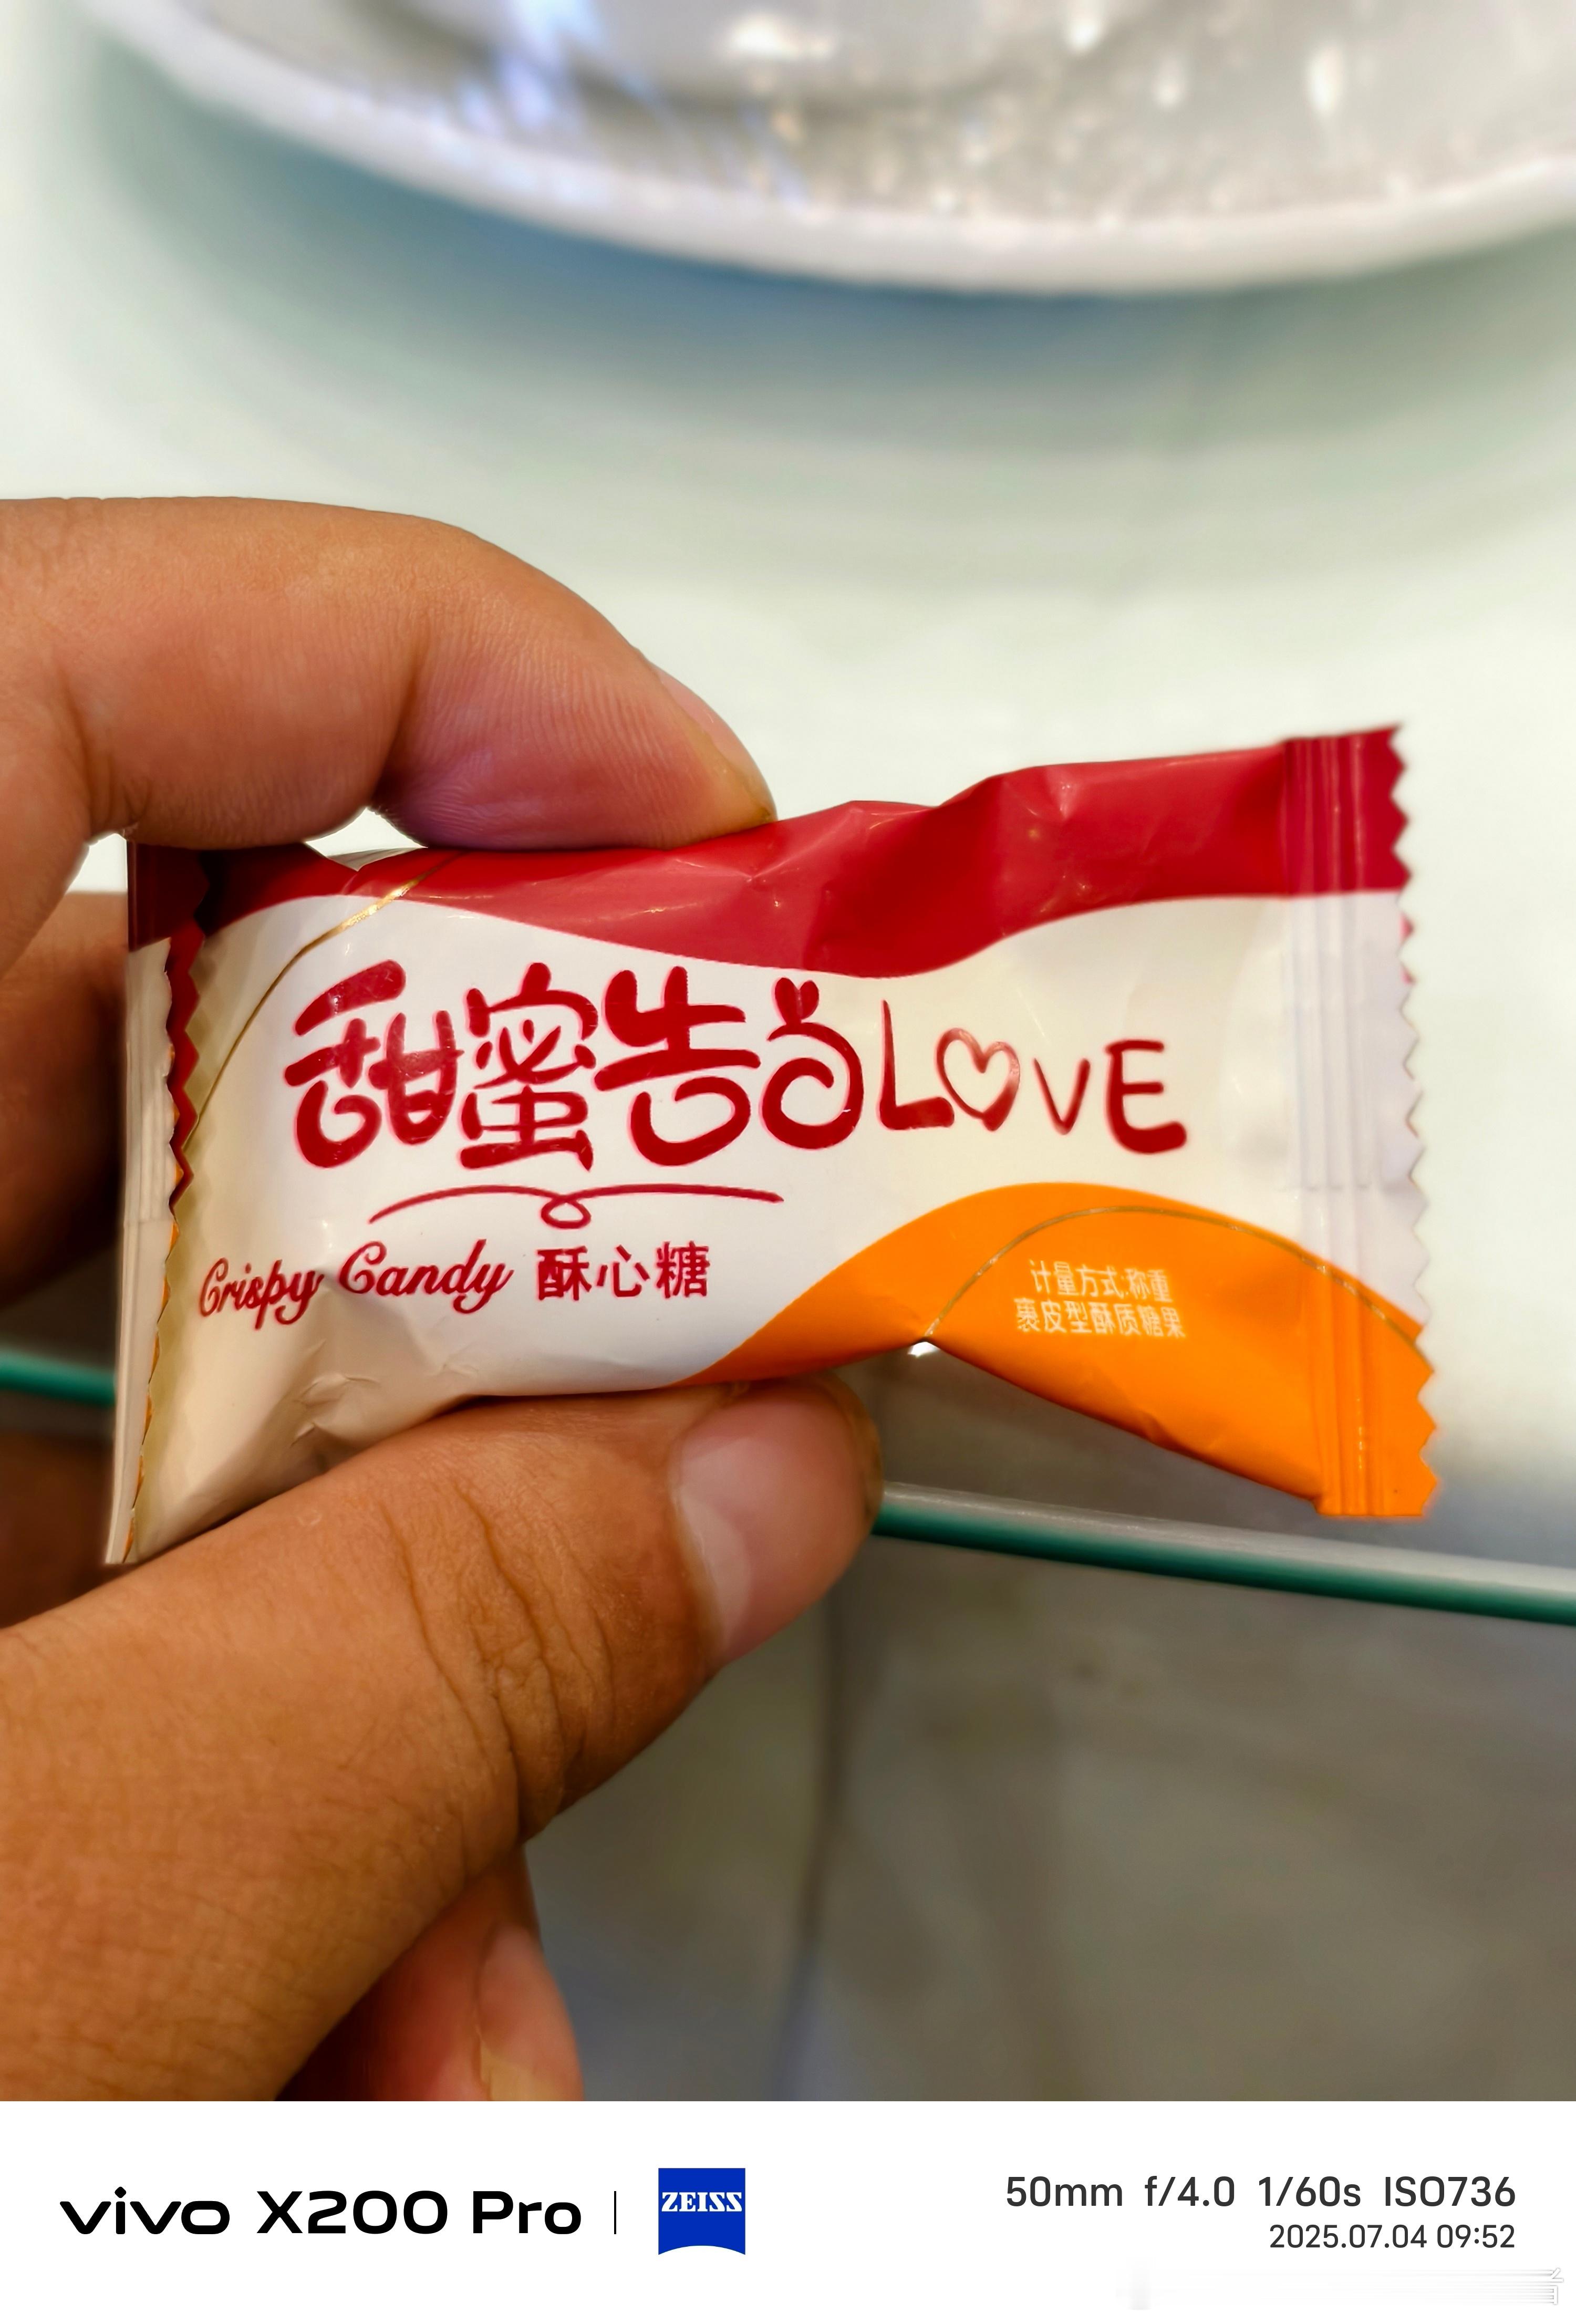 甜蜜告白LOVE
Crispy Candy 酥心糖
计量方式:称重
裹皮型酥质糖果
vivo X200 Pro | ZEISS
50mm f/4.0 1/60s ISO736
2025.07.04 09:52